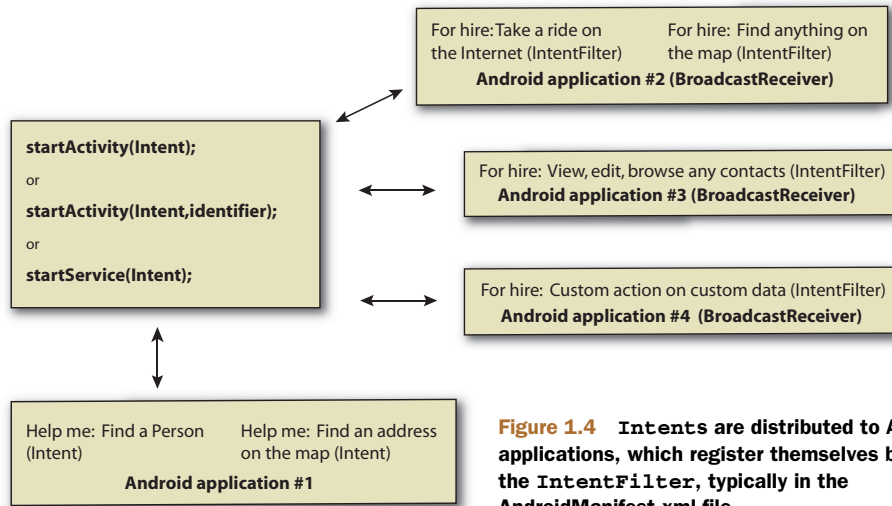 For hire: Take a ride on
the Internet (IntentFilter)
For hire: Find anything on
the map (IntentFilter)
Android application #2 (BroadcastReceiver)
startActivity(Intent);
or
startActivity(Intent,identifier);
or
startService(Intent);
For hire: View, edit, browse any contacts (IntentFilter)
Android application #3 (BroadcastReceiver)
For hire: Custom action on custom data (IntentFilter)
Android application #4 (BroadcastReceiver)
Help me: Find a Person
(Intent)
Help me: Find an address
on the map (Intent)
Android application #1
Figure 1.4 Intents are distributed to
applications, which register themselves
the IntentFilter, typically in the
AndroidManifest.xml file